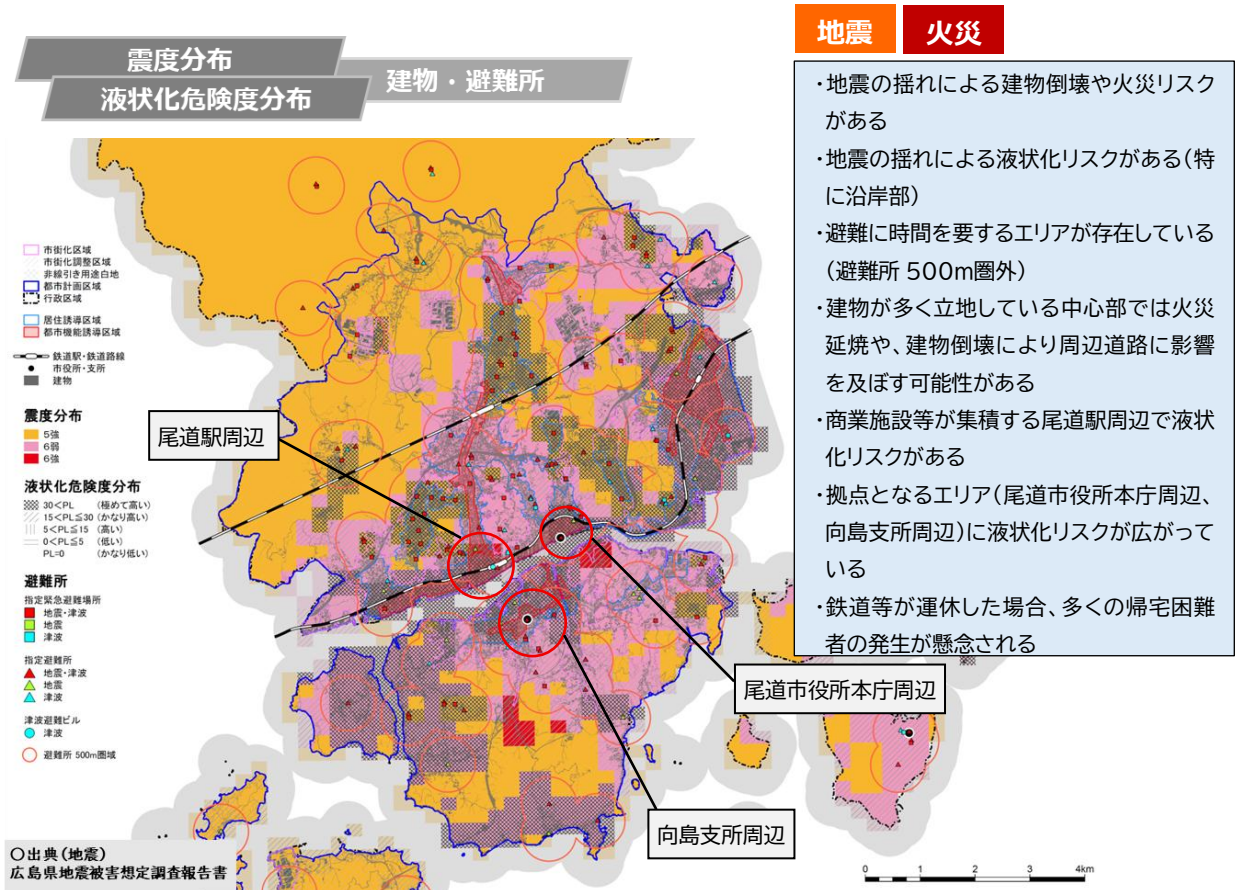 震度分布
液状化危険度分布
建物・避難所
地震
火災
・地震の揺れによる建物倒壊や火災リスク
がある
・地震の揺れによる液状化リスクがある(特
に沿岸部)
・避難に時間を要するエリアが存在している
(避難所 500m圏外)
・建物が多く立地している中心部では火災
延焼や、建物倒壊により周辺道路に影響
を及ぼす可能性がある
・商業施設等が集積する尾道駅周辺で液状
化リスクがある
・拠点となるエリア(尾道市役所本庁周辺、
向島支所周辺)に液状化リスクが広がって
いる
・鉄道等が運休した場合、多くの帰宅困難
者の発生が懸念される
市街化区域
市街化調整区域
非線引き用途白地
都市計画区域
行政区域
居住誘導区域
都市機能誘導区域
鉄道駅・鉄道路線
市役所・支所
建物
震度分布
5強
6弱
6強
液状化危険度分布
30<PL (極めて高い)
15<PL≦30 (かなり高い)
5<PL≦15 (高い)
0<PL≦5 (低い)
PL=0 (かなり低い)
避難所
指定緊急避難場所
地震・津波
地震
津波
指定避難所
地震・津波
地震
津波
津波避難ビル
津波
避難所 500m圏域
尾道駅周辺
尾道市役所本庁周辺
向島支所周辺
〇出典(地震)
広島県地震被害想定調査報告書
0 1 2 3 4km